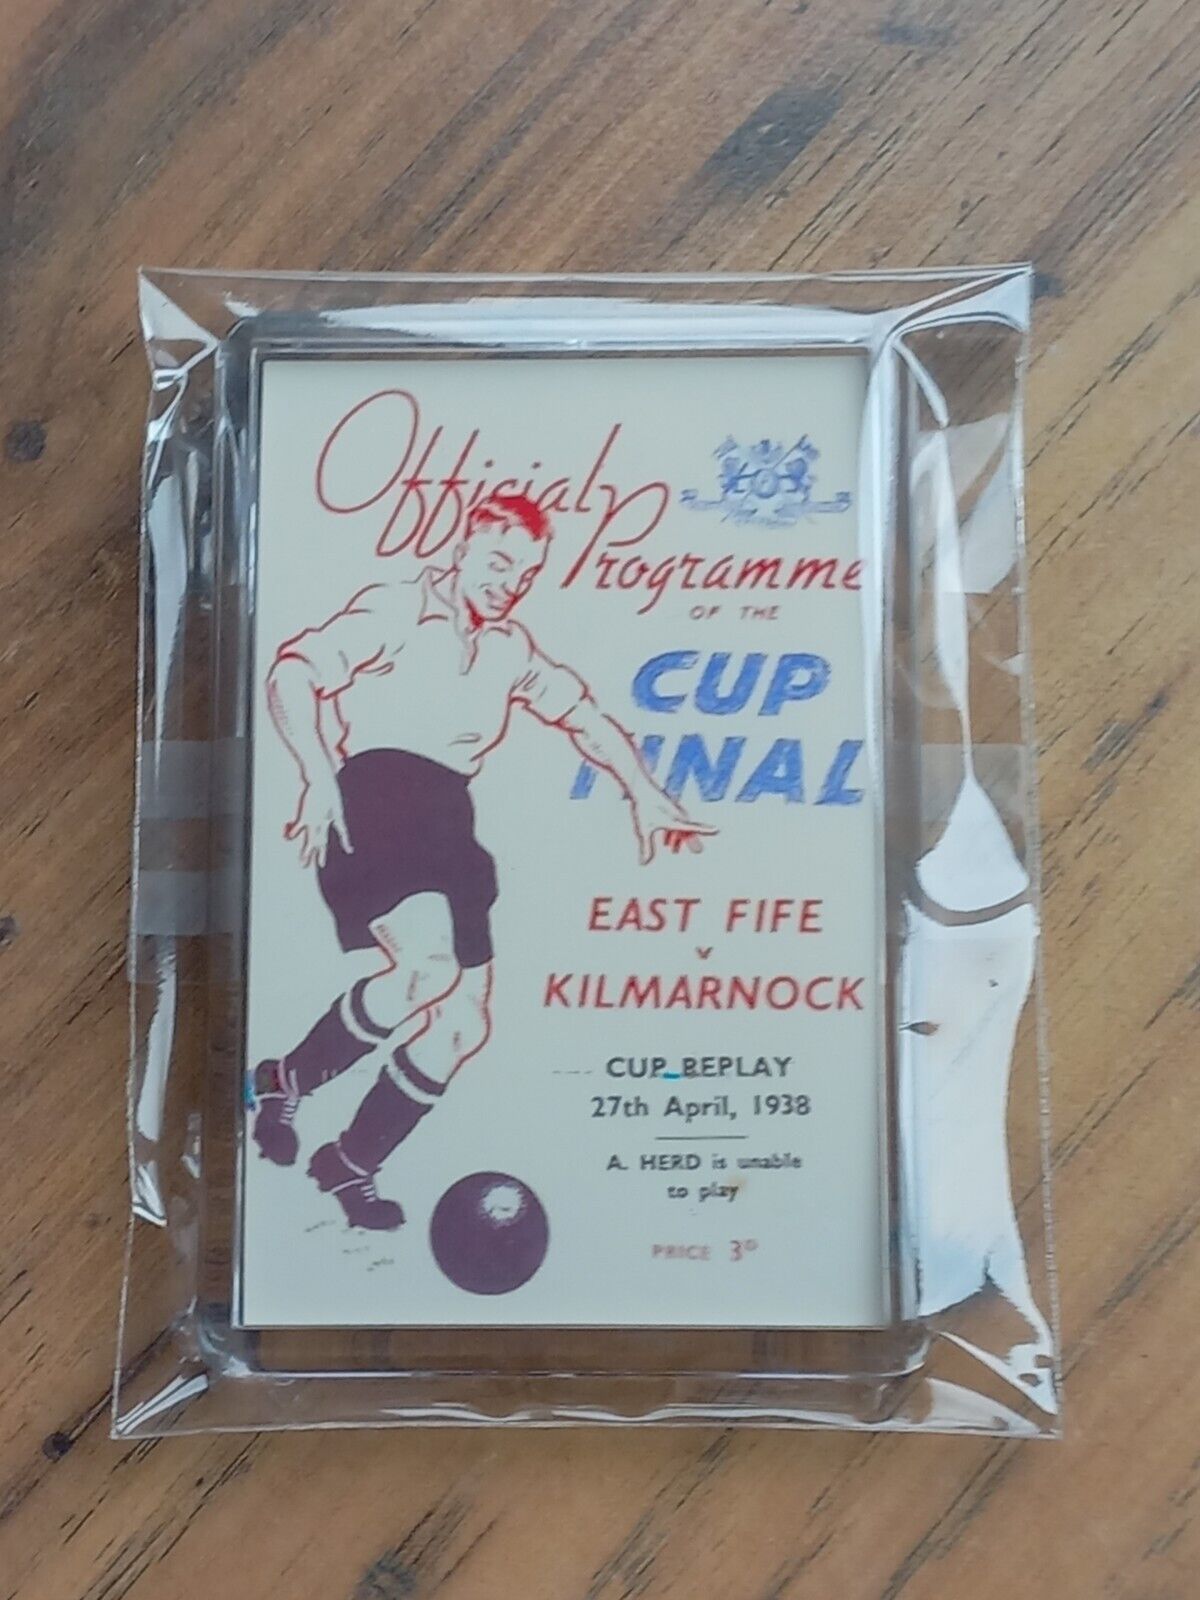 Official
Programme
OF THE
CUP
FINAL
EAST FIFE
v
KILMARNOCK
CUP REPLAY
27th April, 1938
A. HERD is unable
to play
PRICE 3D